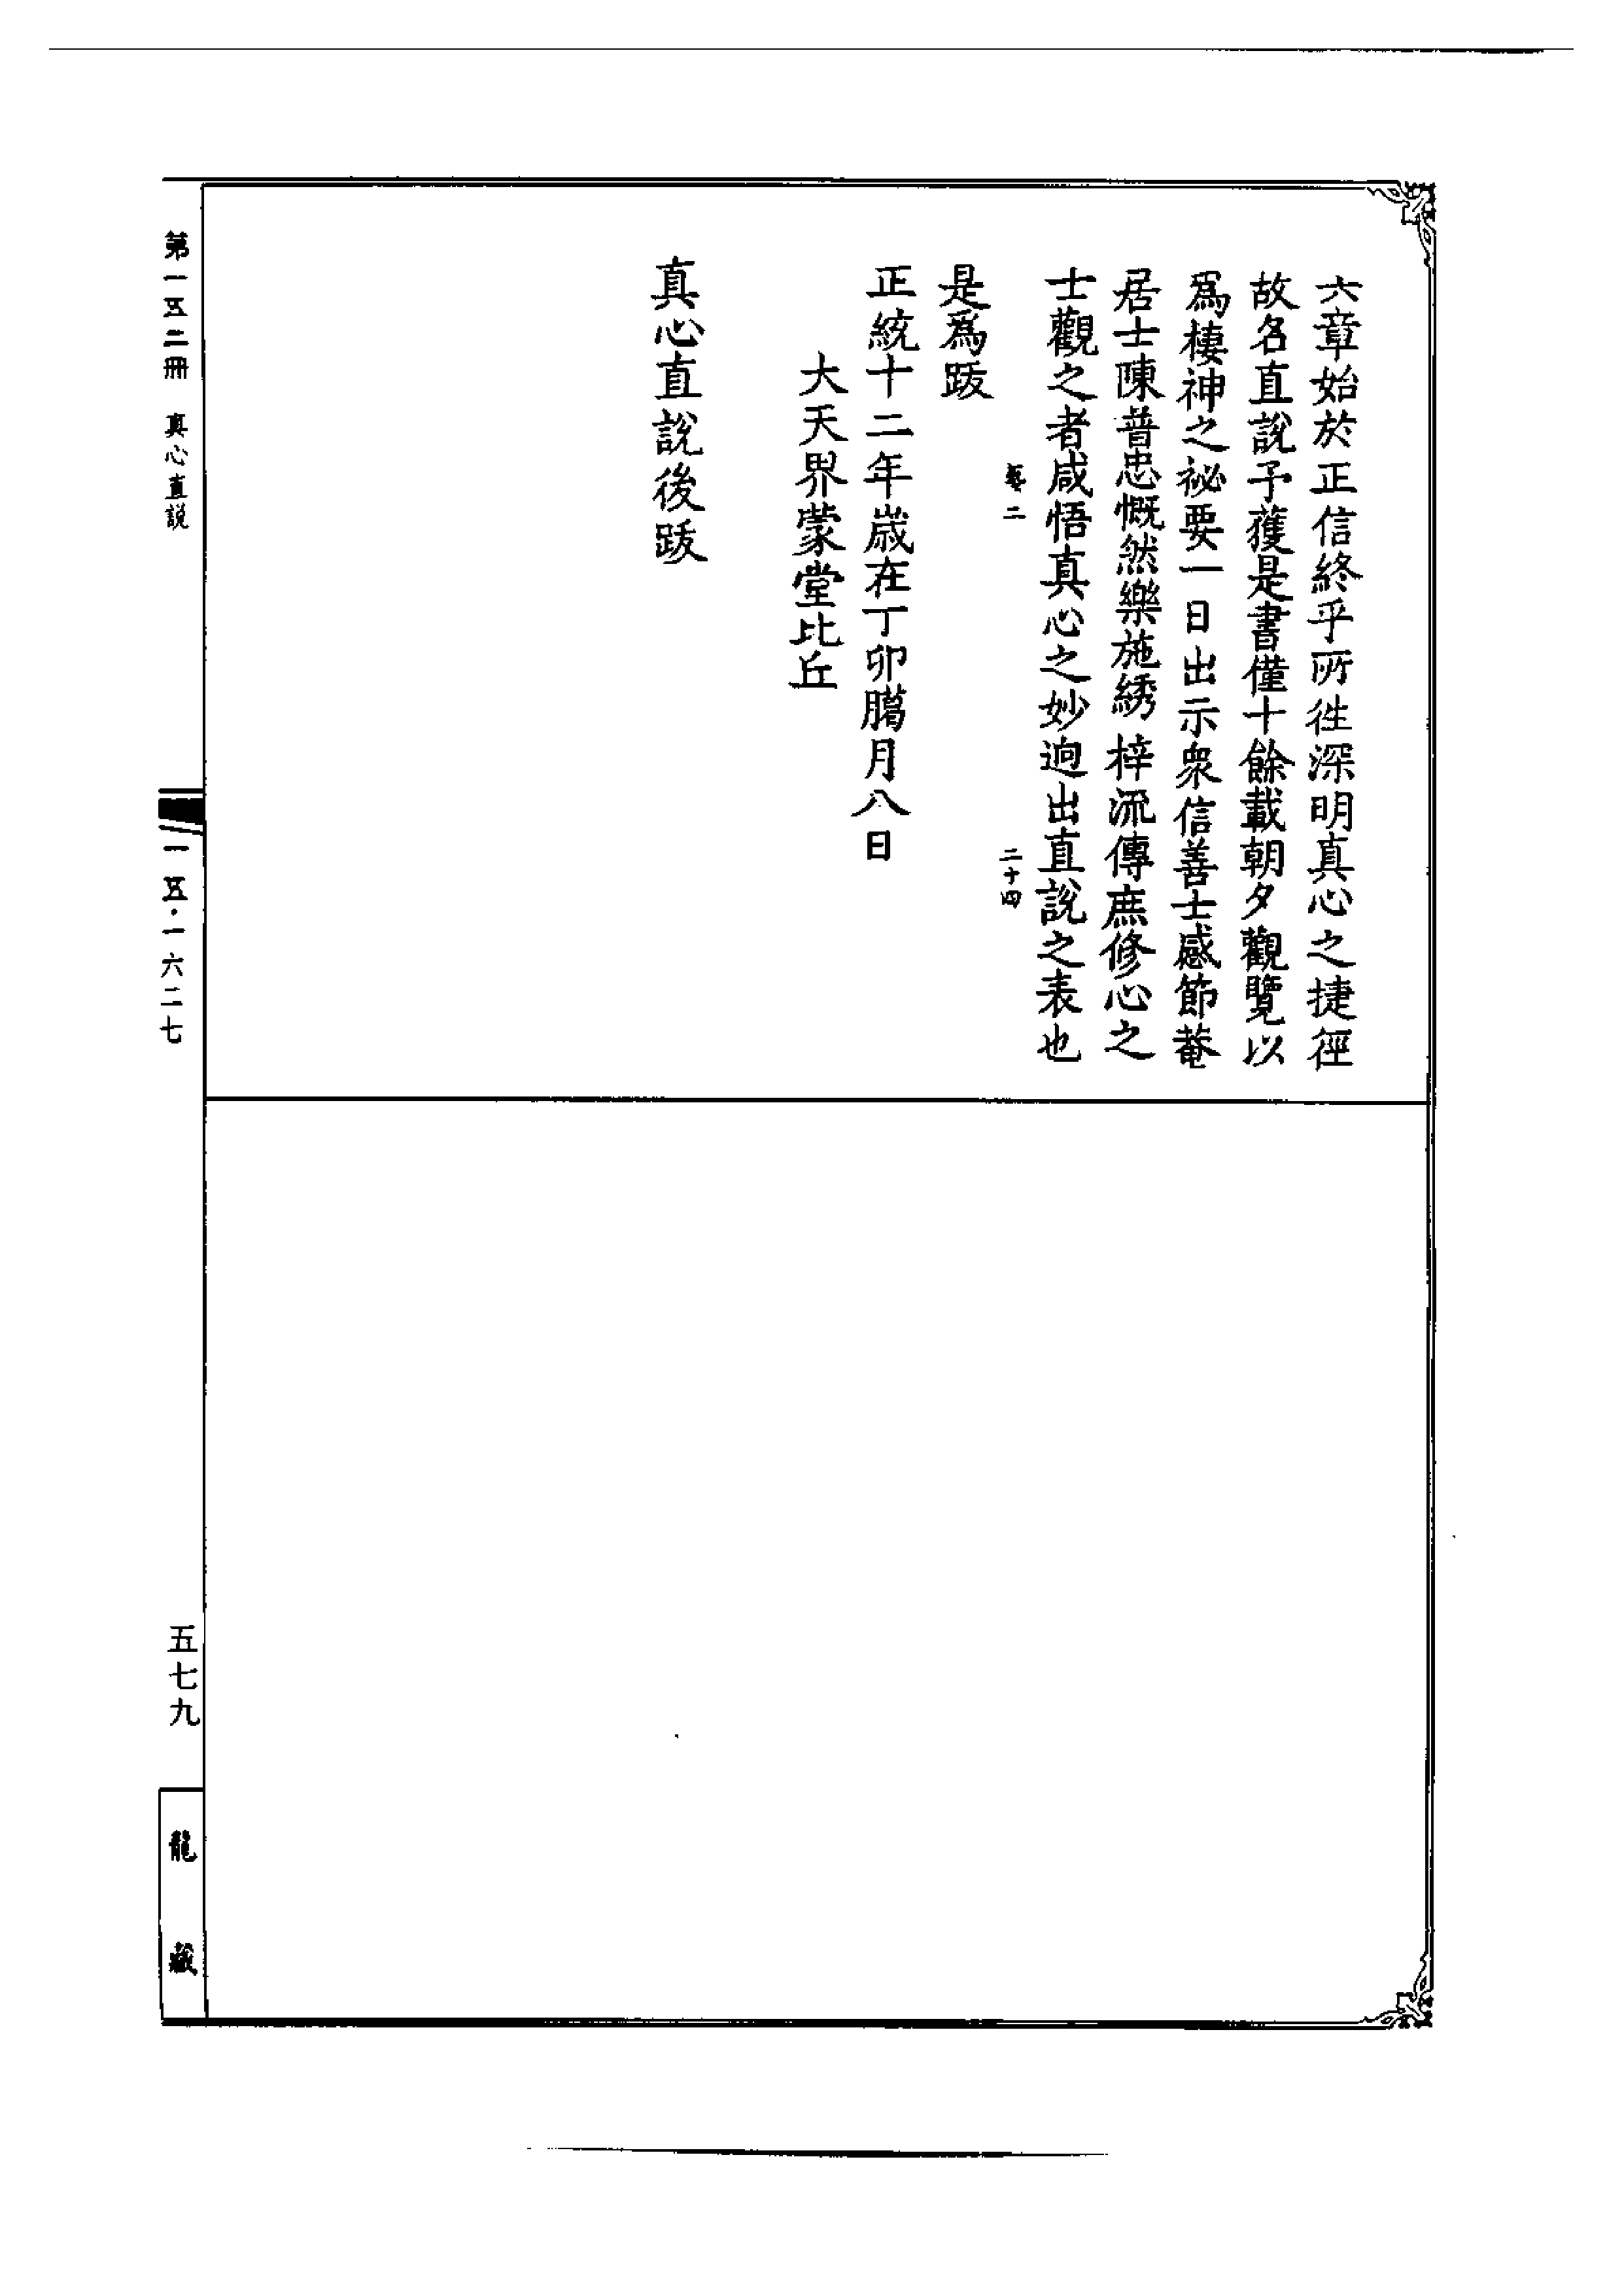 六章始於正信終乎所徃深明真心之捷徑
故名直說予獲是書僅十餘載朝夕觀覽以
爲棲神之祕要一日出示衆信善士感節菴
居士陳普忠慨然樂施綉梓流傳庶修心之
士觀之者咸悟真心之妙逈出直說之表也
二
二十四
是爲跋
正統十二年歲在丁卯臈月八日
大天界蒙堂比丘
真心直說後跋
第一五二冊 真心直説
一五·一六二七
五七九
龍藏